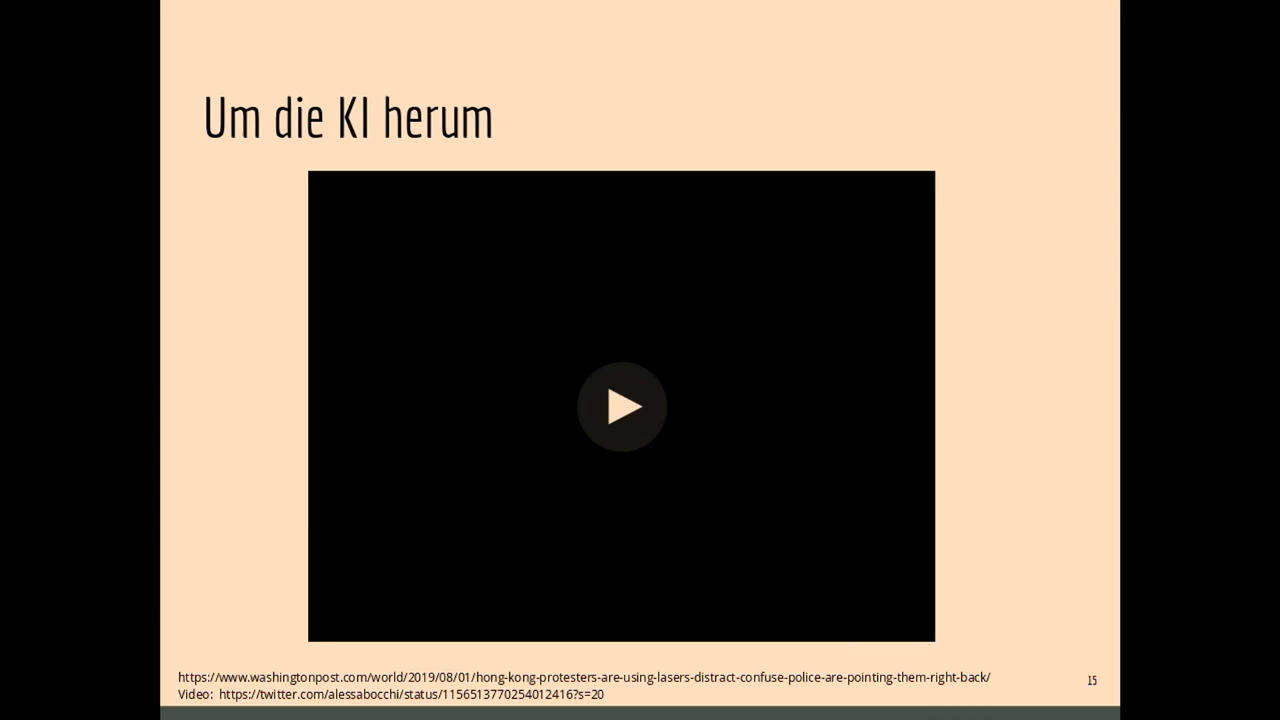 Um die KI herum
https://www.washingtonpost.com/world/2019/08/01/hong-kong-protesters-are-using-lasers-distract-confuse-police-are-pointing-them-right-back/
15
Video: https://twitter.com/alessabocchi/status/1156513770254012416?s=20